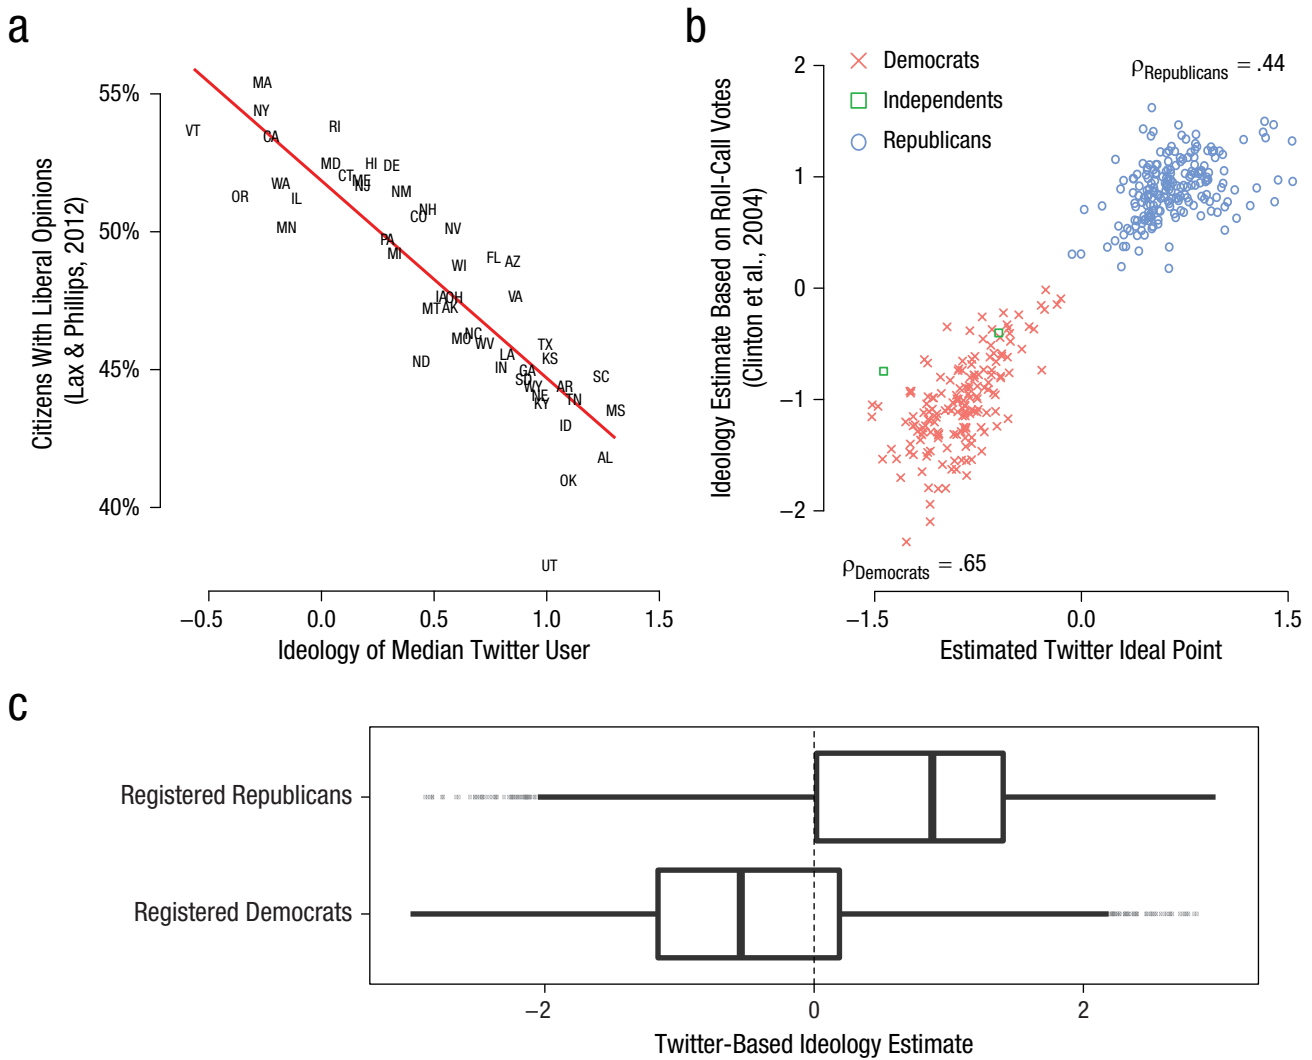 a
55%
50%
45%
40%
Citizens With Liberal Opinions
(Lax & Phillips, 2012)
MA
NY
VT
CA
RI
MD
HI
DE
CT
ME
NJ
WA
OR
IL
NM
NH
CO
MN
NV
PA
MI
FL
AZ
WI
IA
OH
VA
MT
AK
NC
MO
WV
TX
LA
KS
ND
IN
GA
SD
SC
WY
AR
NE
TN
KY
MS
ID
AL
OK
UT
−0.5
0.0
0.5
1.0
1.5
Ideology of Median Twitter User
b
Democrats
Independents
Republicans
ρRepublicans = .44
ρDemocrats = .65
2
1
0
−1
−2
Ideology Estimate Based on Roll-Call Votes
(Clinton et al., 2004)
−1.5
0.0
1.5
Estimated Twitter Ideal Point
c
Registered Republicans
Registered Democrats
−2
0
2
Twitter-Based Ideology Estimate